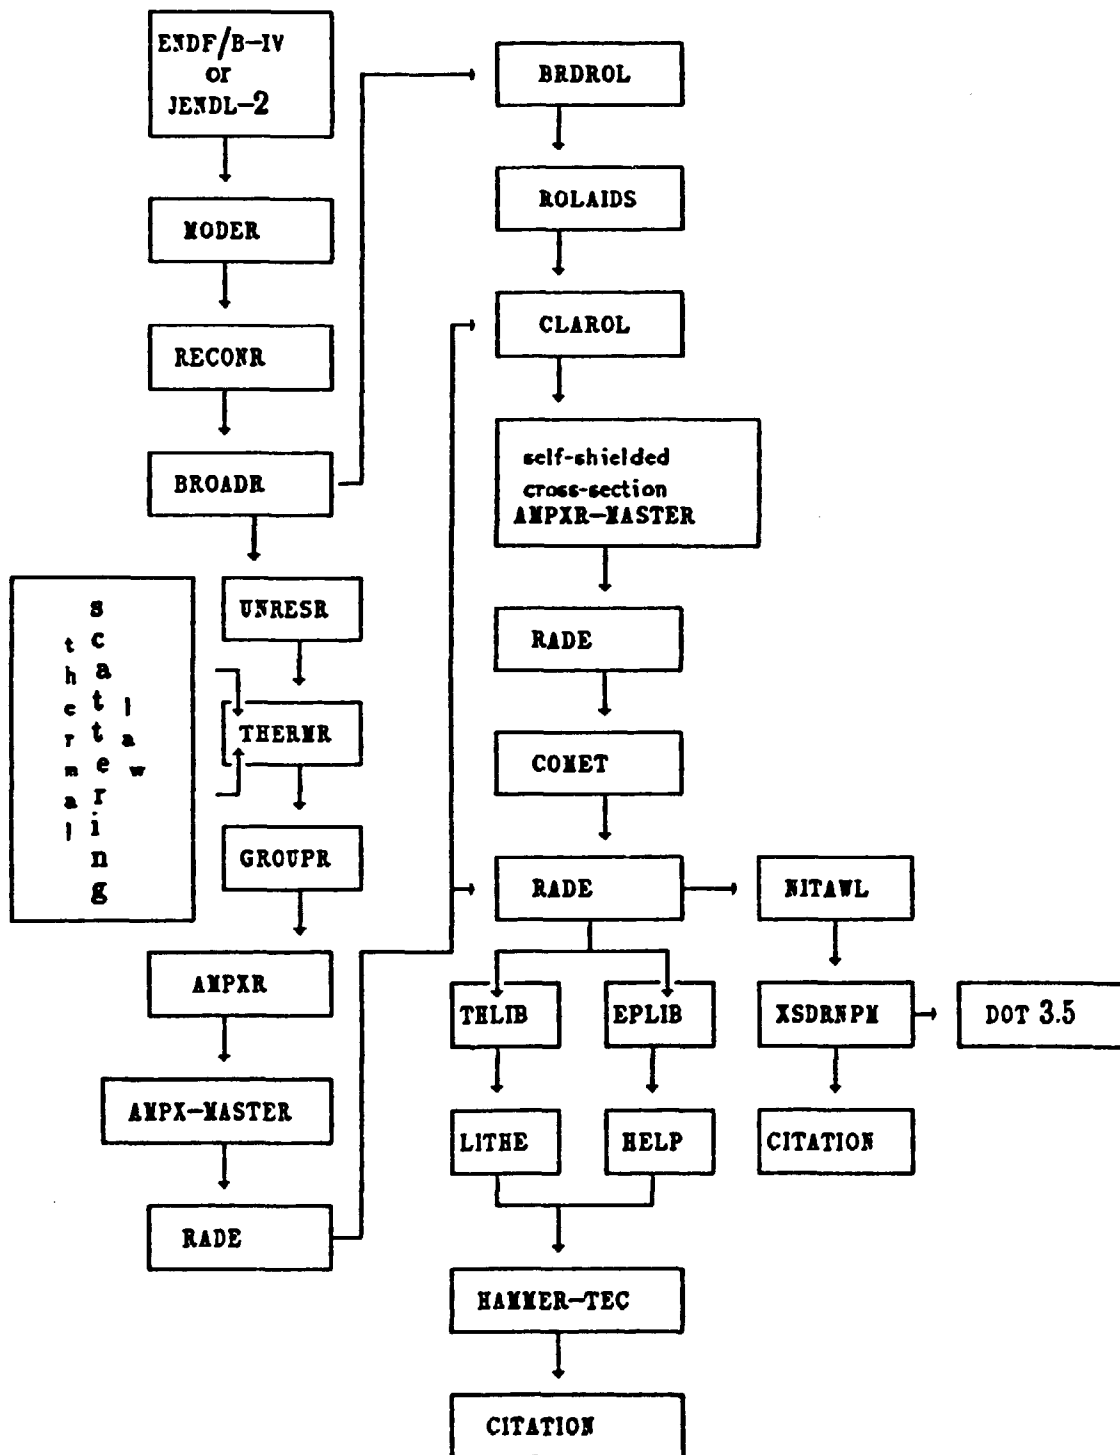 ENDF/B-IV
or
JENDL-2
MODER
RECONR
BROADR
thermal
scattering
law
UNRESR
THERMR
GROUPR
AMPXR
AMPX-MASTER
RADE
BRDROL
ROLAIDS
CLAROL
self-shielded
cross-section
AMPXR-MASTER
RADE
COMET
RADE
NITAWL
THLIB
EPLIB
XSDRNPM
DOT 3.5
LITHE
HELP
CITATION
HAMMER-TEC
CITATION